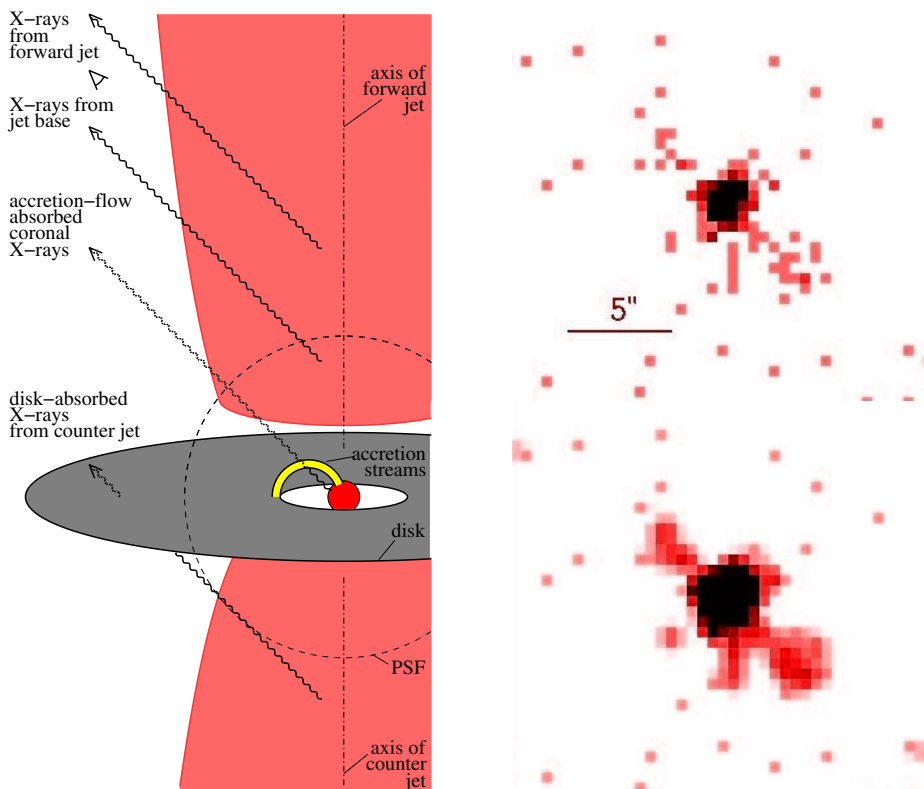 X−rays
from
forward jet
X−rays from
jet base
accretion−flow
absorbed
coronal
X−rays
disk−absorbed
X−rays
from counter jet
axis of
forward
jet
accretion
streams
disk
PSF
axis of
counter
jet
5"